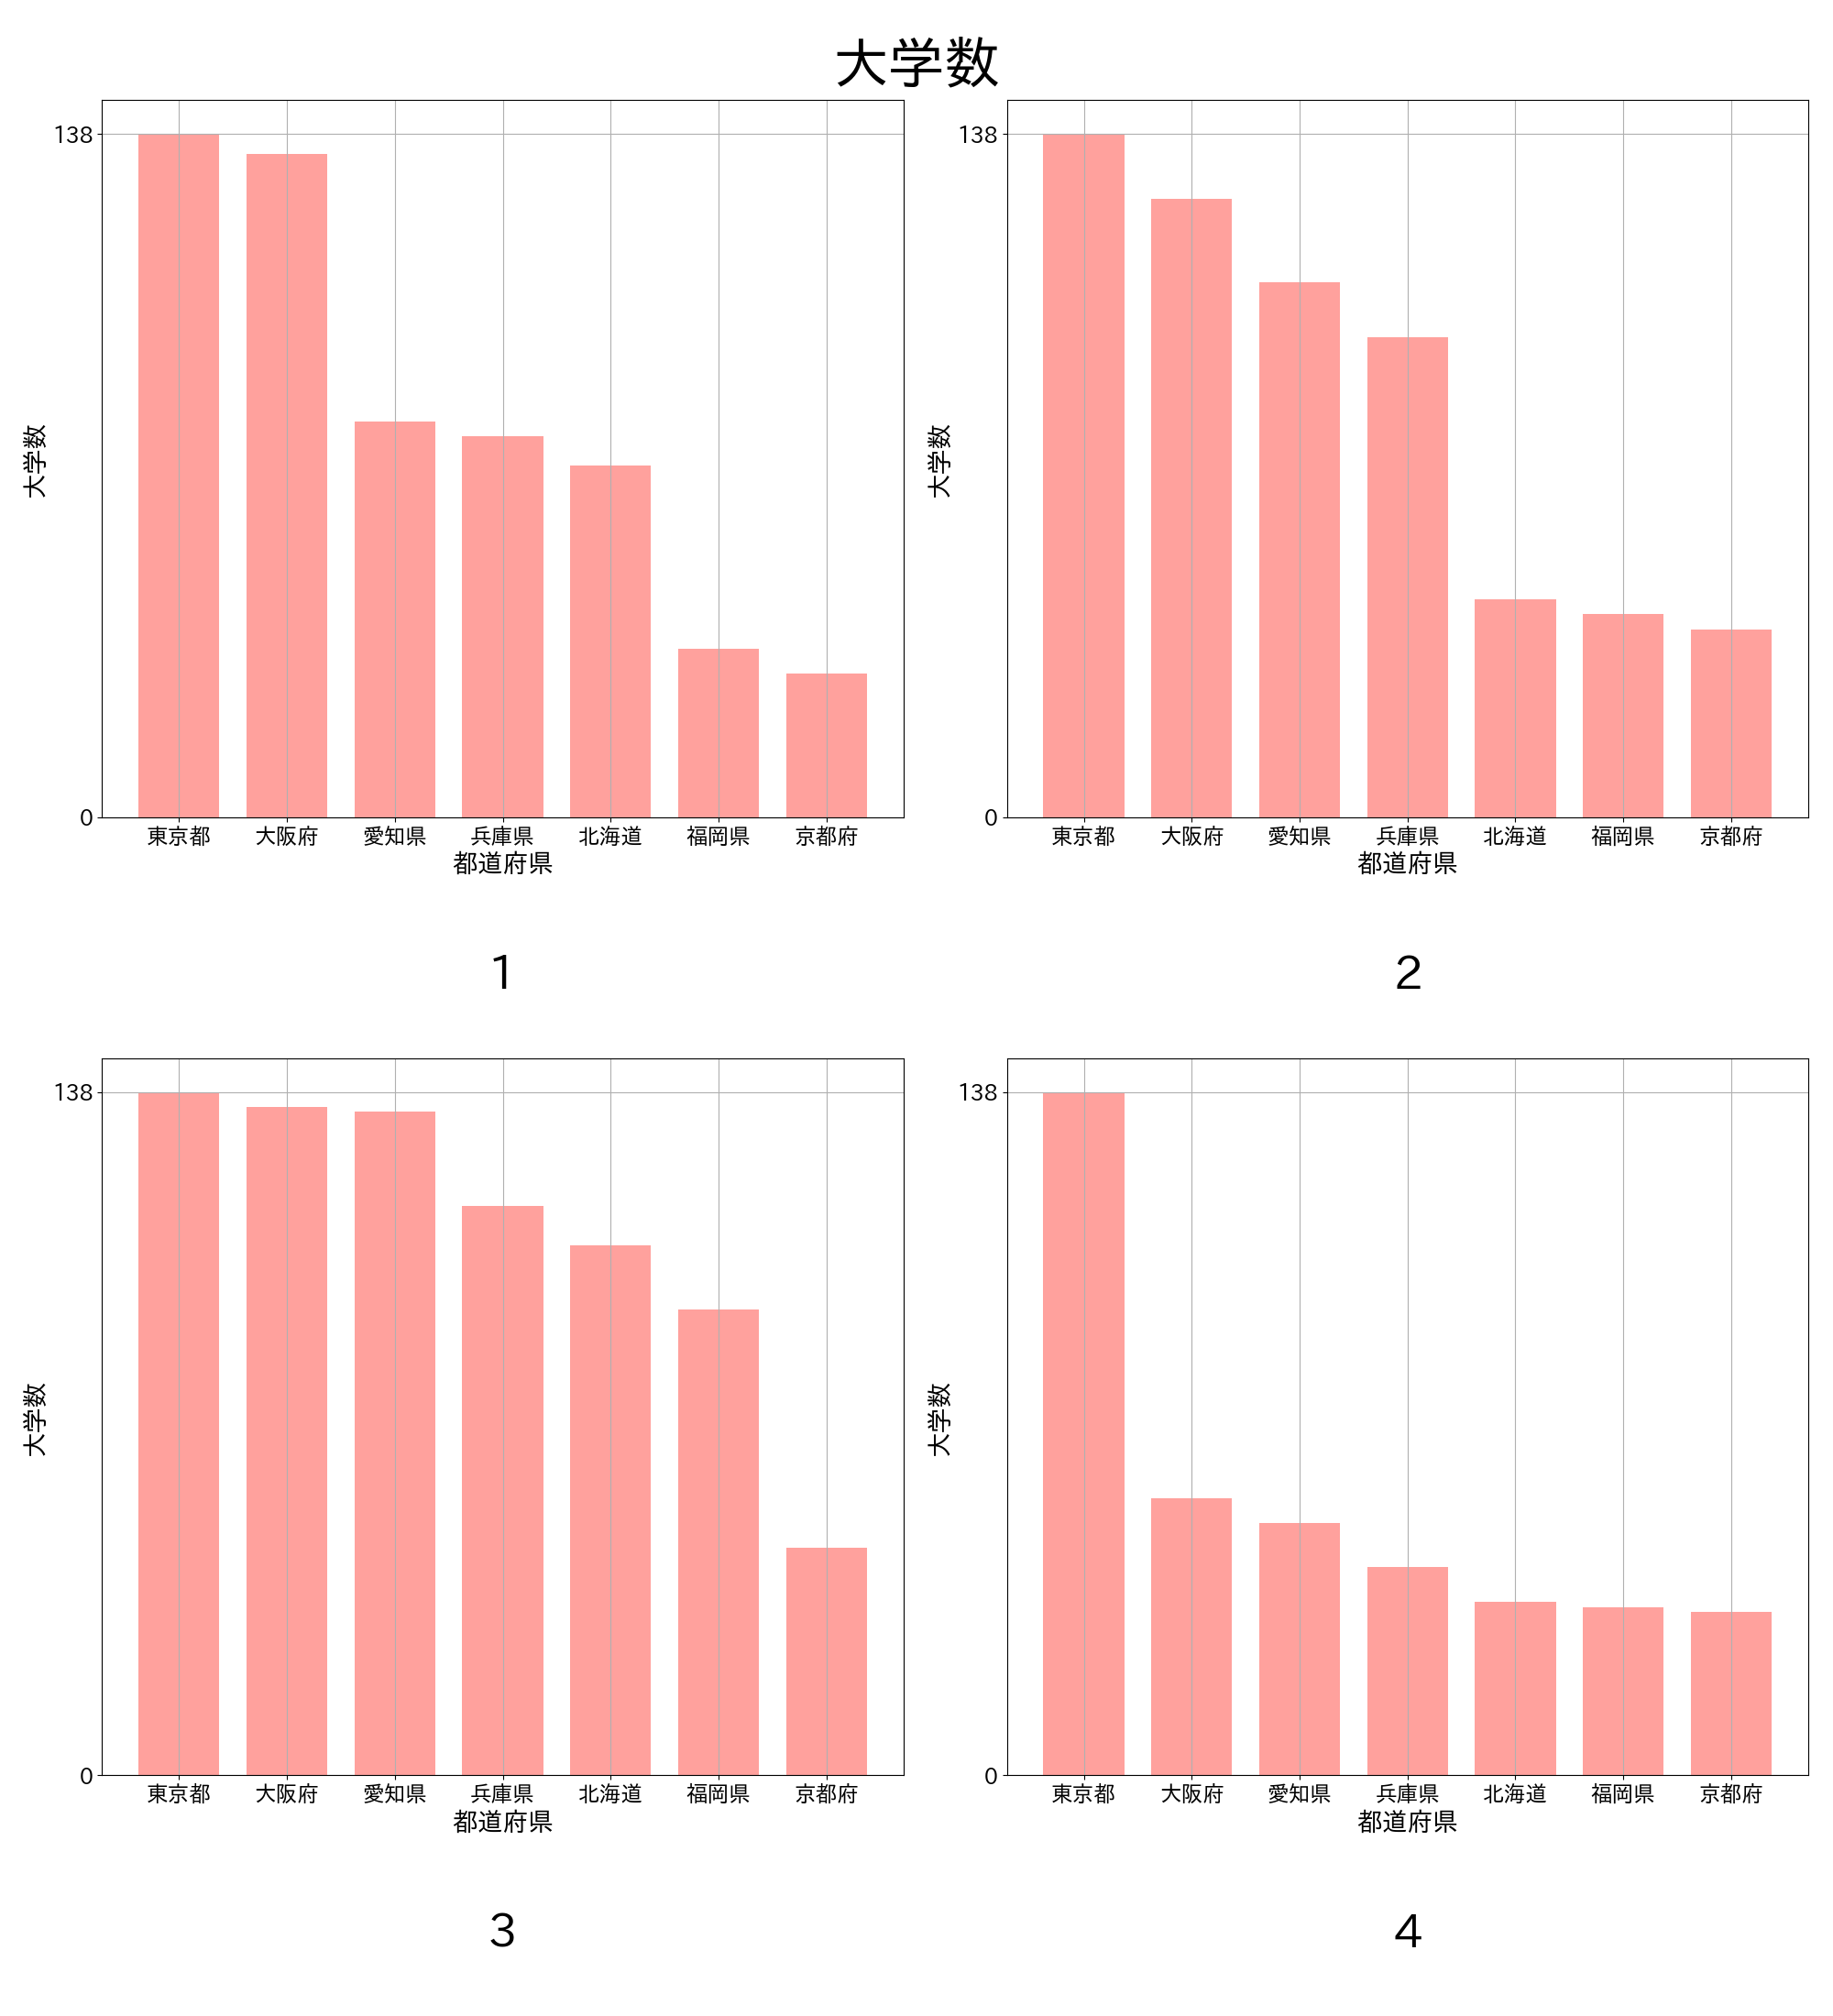 大学数
138
0
大学数
東京都 大阪府 愛知県 兵庫県 北海道 福岡県 京都府
都道府県
1
138
0
大学数
東京都 大阪府 愛知県 兵庫県 北海道 福岡県 京都府
都道府県
2
138
0
大学数
東京都 大阪府 愛知県 兵庫県 北海道 福岡県 京都府
都道府県
3
138
0
大学数
東京都 大阪府 愛知県 兵庫県 北海道 福岡県 京都府
都道府県
4